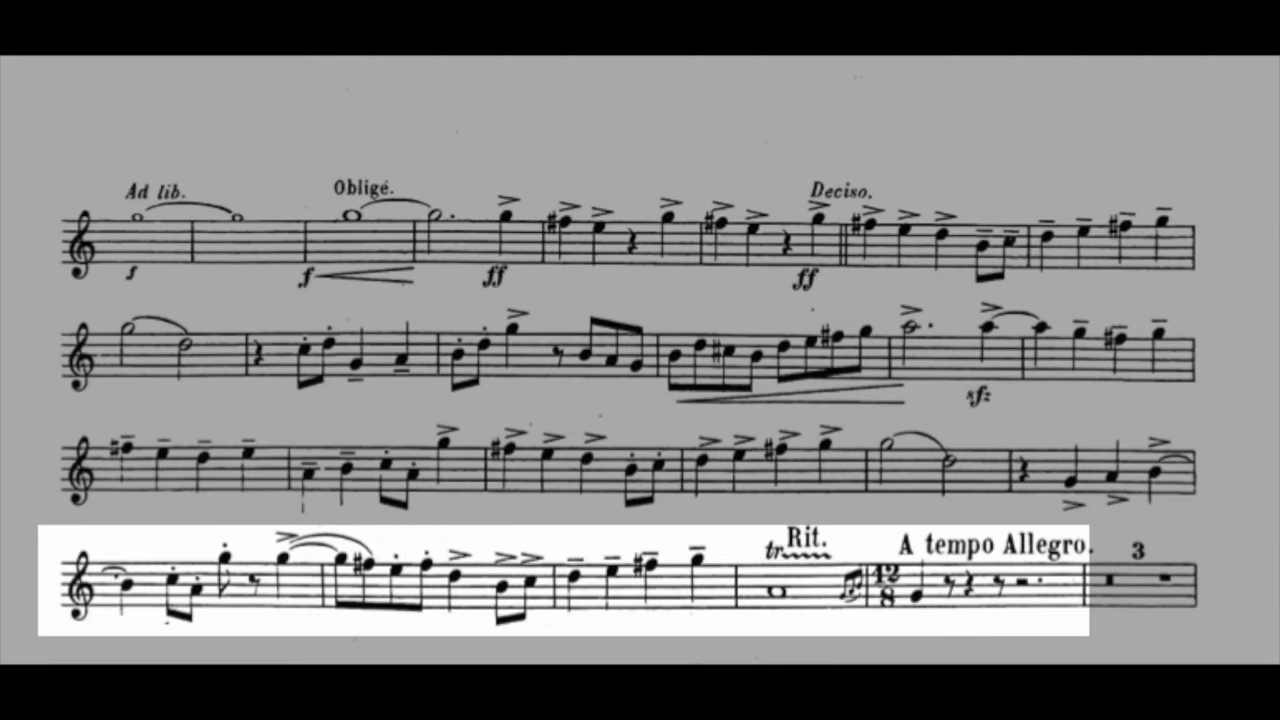 Ad lib. Obligé. Deciso.
f f ff ff
sfz
Rit. A tempo Allegro. 3
tr
12
8